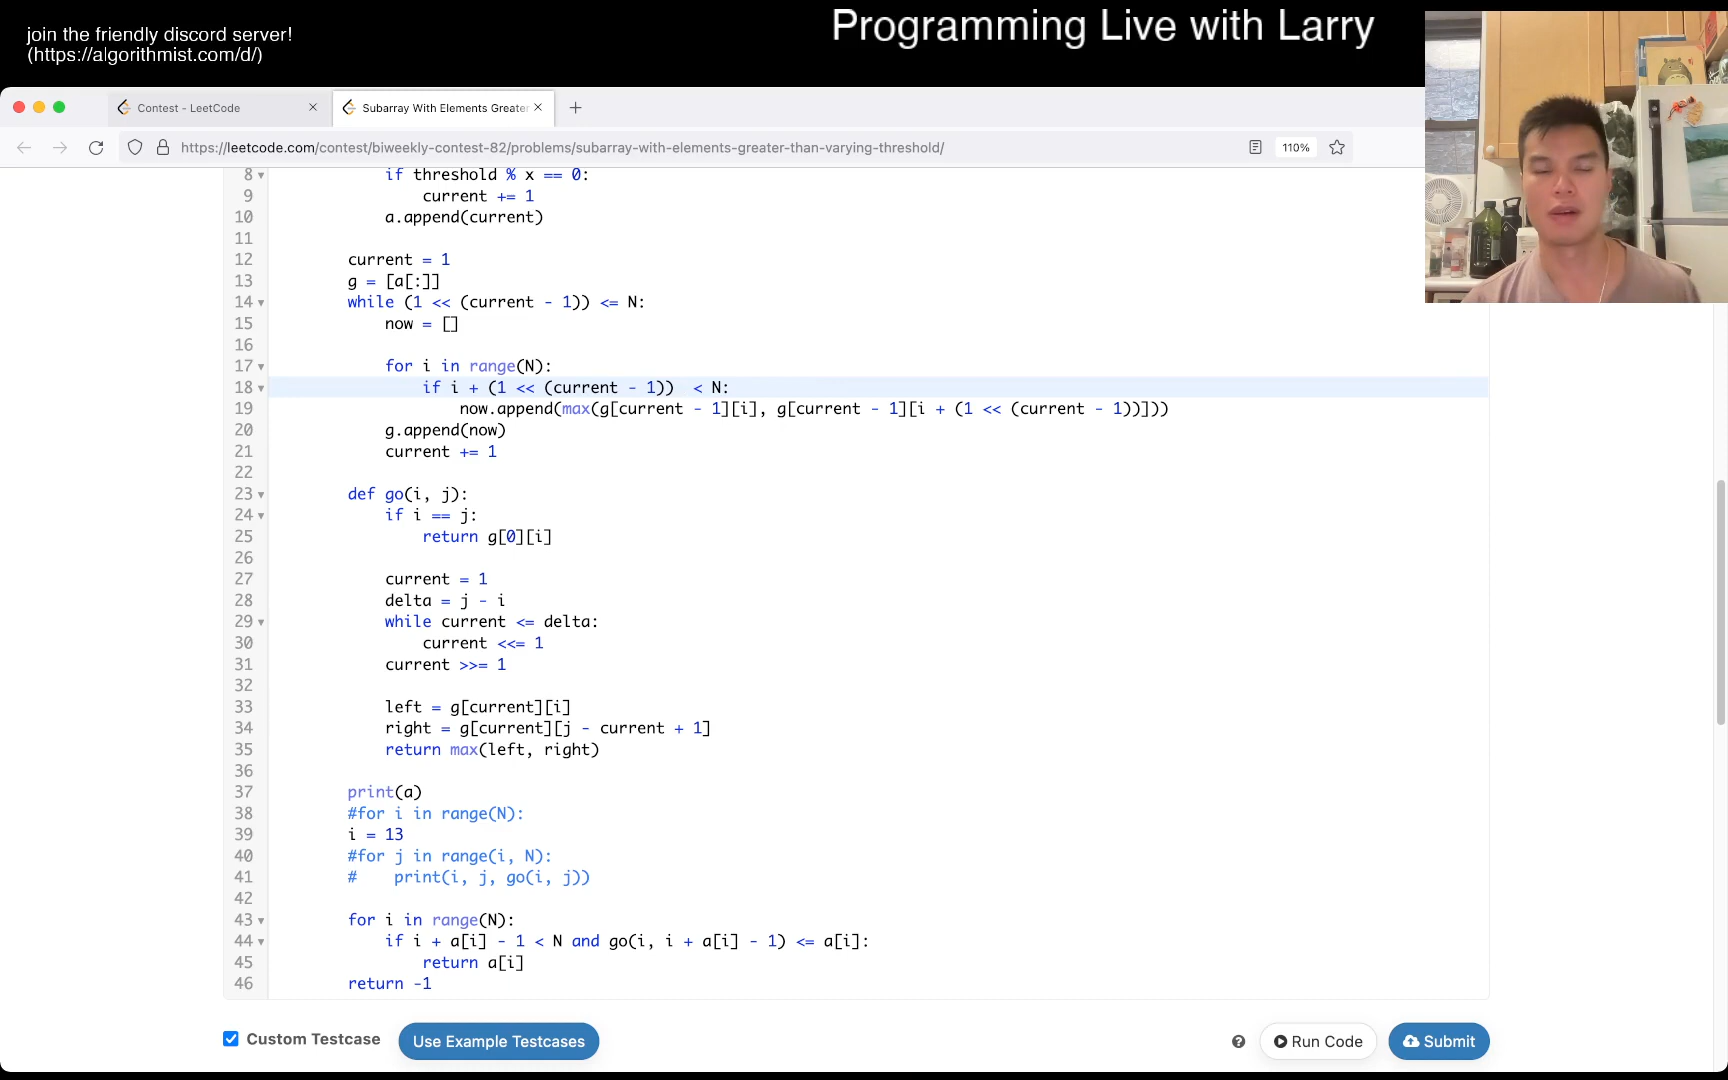 join the friendly discord server!
(https://algorithmist.com/d/)
Programming Live with Larry
Contest - LeetCode
Subarray With Elements Greater
https://leetcode.com/contest/biweekly-contest-82/problems/subarray-with-elements-greater-than-varying-threshold/
110%
8 if threshold % x == 0:
9 current += 1
10 a.append(current)
11
12 current = 1
13 g = [a[:]]
14 while (1 << (current - 1)) <= N:
15 now = []
16
17 for i in range(N):
18 if i + (1 << (current - 1))  < N:
19 now.append(max(g[current - 1][i], g[current - 1][i + (1 << (current - 1))]))
20 g.append(now)
21 current += 1
22
23 def go(i, j):
24 if i == j:
25 return g[0][i]
26
27 current = 1
28 delta = j - i
29 while current <= delta:
30 current <<= 1
31 current >>= 1
32
33 left = g[current][i]
34 right = g[current][j - current + 1]
35 return max(left, right)
36
37 print(a)
38 #for i in range(N):
39 i = 13
40 #for j in range(i, N):
41 #    print(i, j, go(i, j))
42
43 for i in range(N):
44 if i + a[i] - 1 < N and go(i, i + a[i] - 1) <= a[i]:
45 return a[i]
46 return -1
Custom Testcase
Use Example Testcases
Run Code
Submit